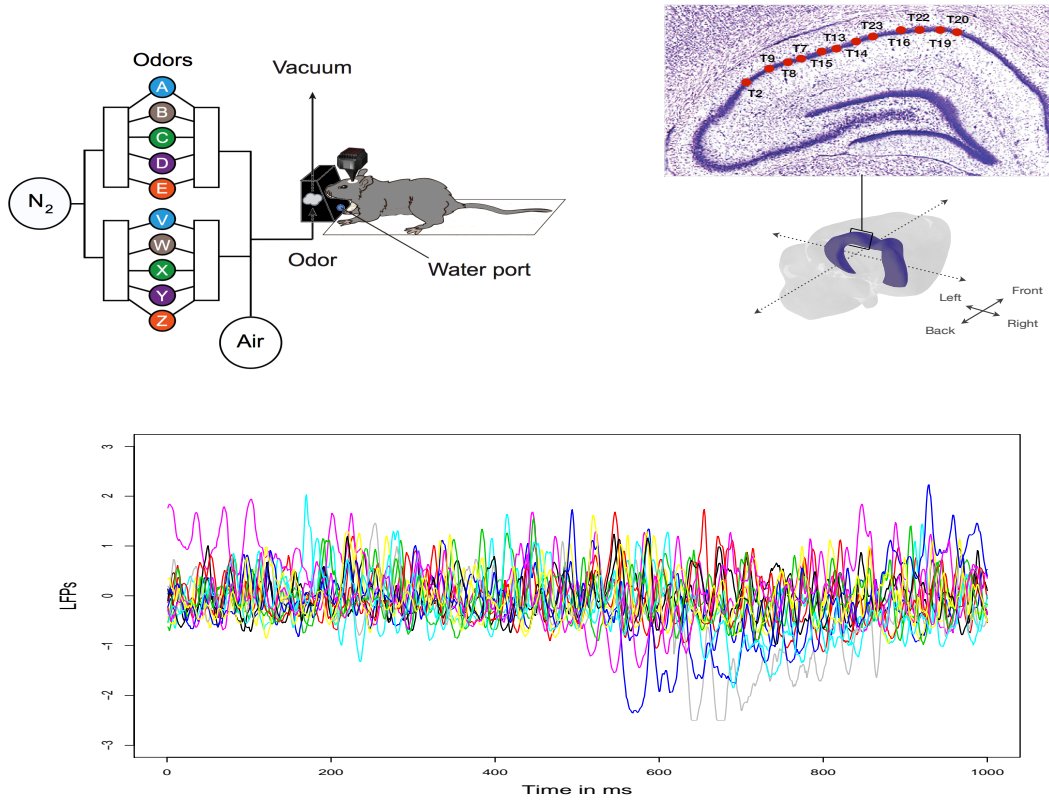 Odors
A
B
C
D
E
V
W
X
Y
Z
N2
Air
Vacuum
Odor
Water port
T23 T22 T20
T13
T7 T16 T19
T9 T14
T15
T8
T2
Left
Front
Back
Right
LFPs
3
2
1
0
-1
-2
-3
0 200 400 600 800 1000
Time in ms